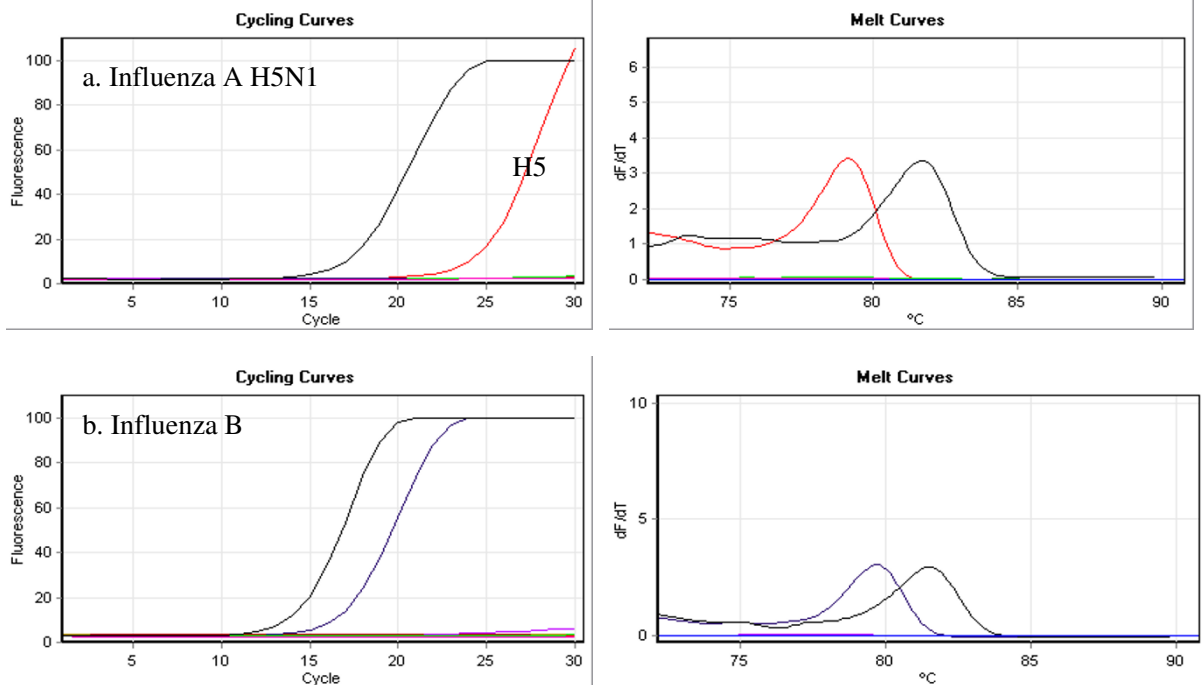 Cycling Curves
Fluorescence
100
80
60
40
20
0
a. Influenza A H5N1
H5
5 10 15 20 25 30
Cycle
Melt Curves
dF/dT
6
5
4
3
2
1
0
75 80 85 90
°C
Cycling Curves
Fluorescence
100
80
60
40
20
0
b. Influenza B
5 10 15 20 25 30
Cycle
Melt Curves
dF/dT
10
5
0
75 80 85 90
°C